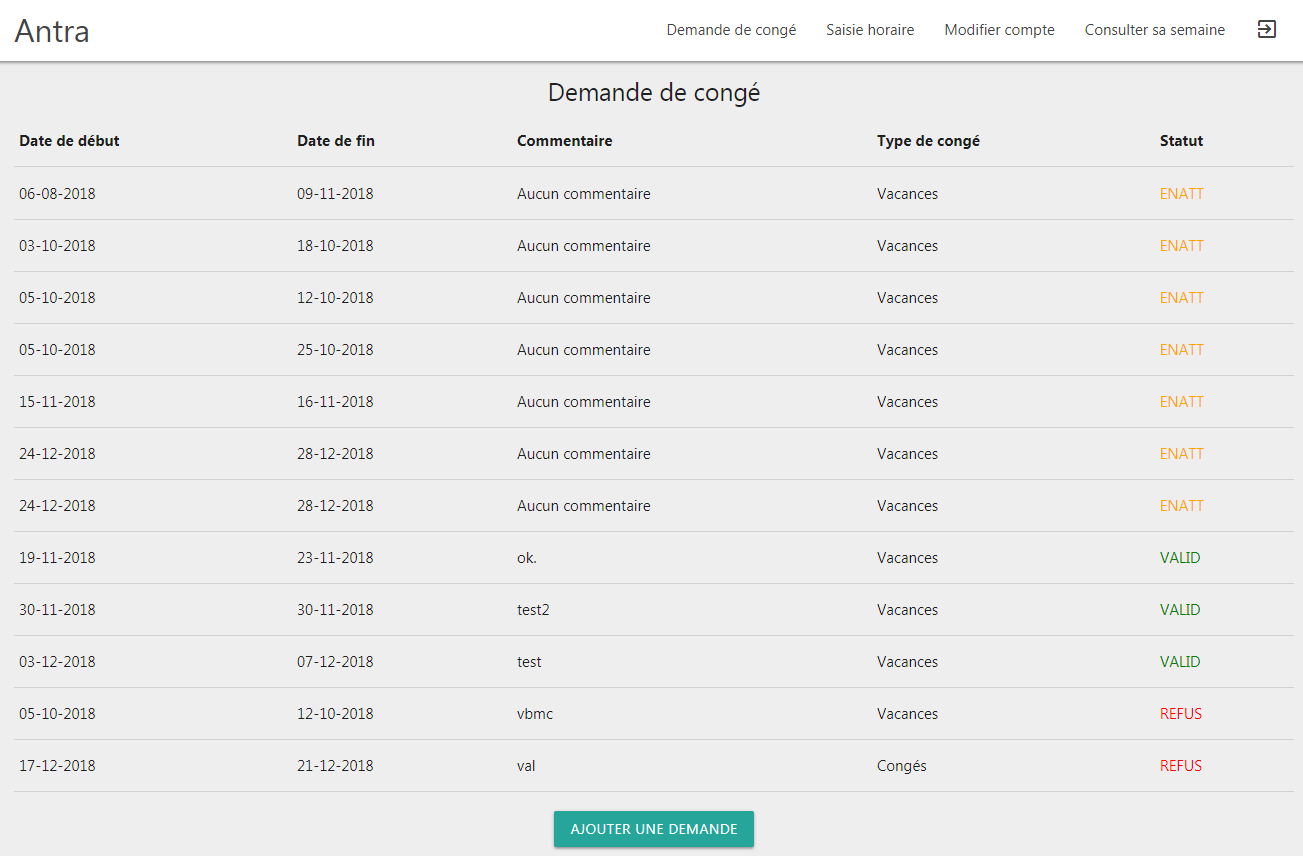 Antra Demande de congé Saisie horaire Modifier compte Consulter sa semaine
Demande de congé
Date de début Date de fin Commentaire Type de congé Statut
06-08-2018 09-11-2018 Aucun commentaire Vacances ENATT
03-10-2018 18-10-2018 Aucun commentaire Vacances ENATT
05-10-2018 12-10-2018 Aucun commentaire Vacances ENATT
05-10-2018 25-10-2018 Aucun commentaire Vacances ENATT
15-11-2018 16-11-2018 Aucun commentaire Vacances ENATT
24-12-2018 28-12-2018 Aucun commentaire Vacances ENATT
24-12-2018 28-12-2018 Aucun commentaire Vacances ENATT
19-11-2018 23-11-2018 ok. Vacances VALID
30-11-2018 30-11-2018 test2 Vacances VALID
03-12-2018 07-12-2018 test Vacances VALID
05-10-2018 12-10-2018 vbmc Vacances REFUS
17-12-2018 21-12-2018 val Congés REFUS
AJOUTER UNE DEMANDE